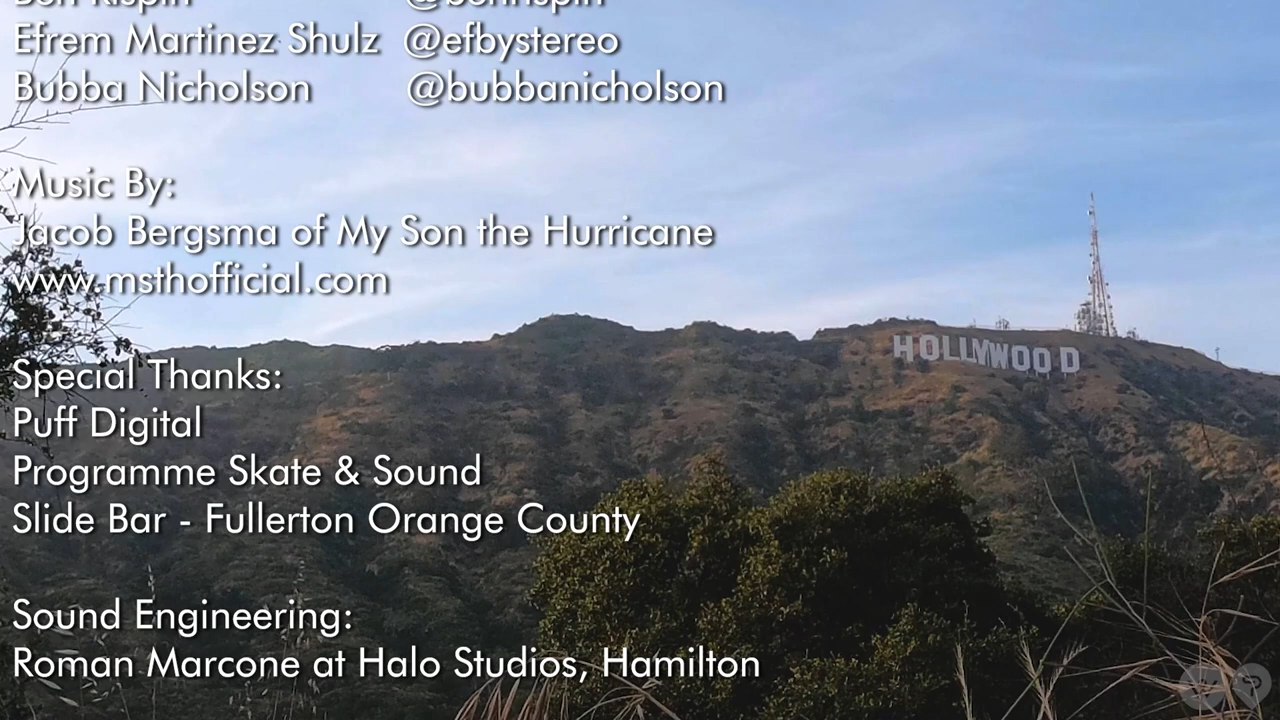 Efrem Martinez Shulz @efbystereo
Bubba Nicholson @bubbanicholson
Music By:
Jacob Bergsma of My Son the Hurricane
www.msthofficial.com
Special Thanks:
Puff Digital
Programme Skate & Sound
Slide Bar - Fullerton Orange County
Sound Engineering:
Roman Marcone at Halo Studios, Hamilton
HOLLYWOOD